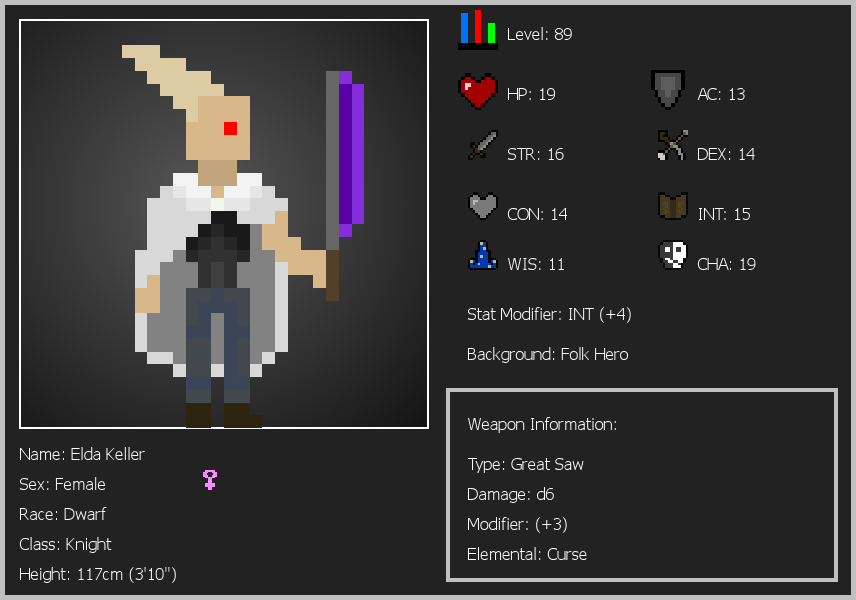 Level: 89
HP: 19
AC: 13
STR: 16
DEX: 14
CON: 14
INT: 15
WIS: 11
CHA: 19
Stat Modifier: INT (+4)
Background: Folk Hero
Weapon Information:
Type: Great Saw
Damage: d6
Modifier: (+3)
Elemental: Curse
Name: Elda Keller
Sex: Female
Race: Dwarf
Class: Knight
Height: 117cm (3'10")